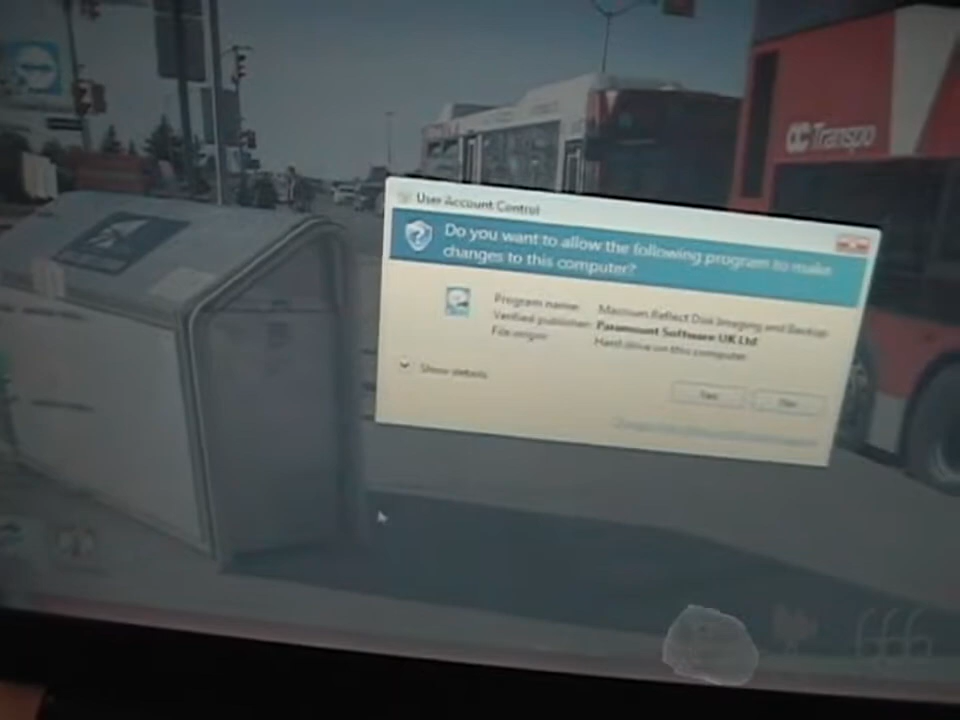 OC Transpo
User Account Control
Do you want to allow the following program to make
changes to this computer?
Program name: Macrium Reflect Disk Imaging and Backup
Verified publisher: Paramount Software UK Ltd
File origin: Hard drive on this computer
Show details
Yes No